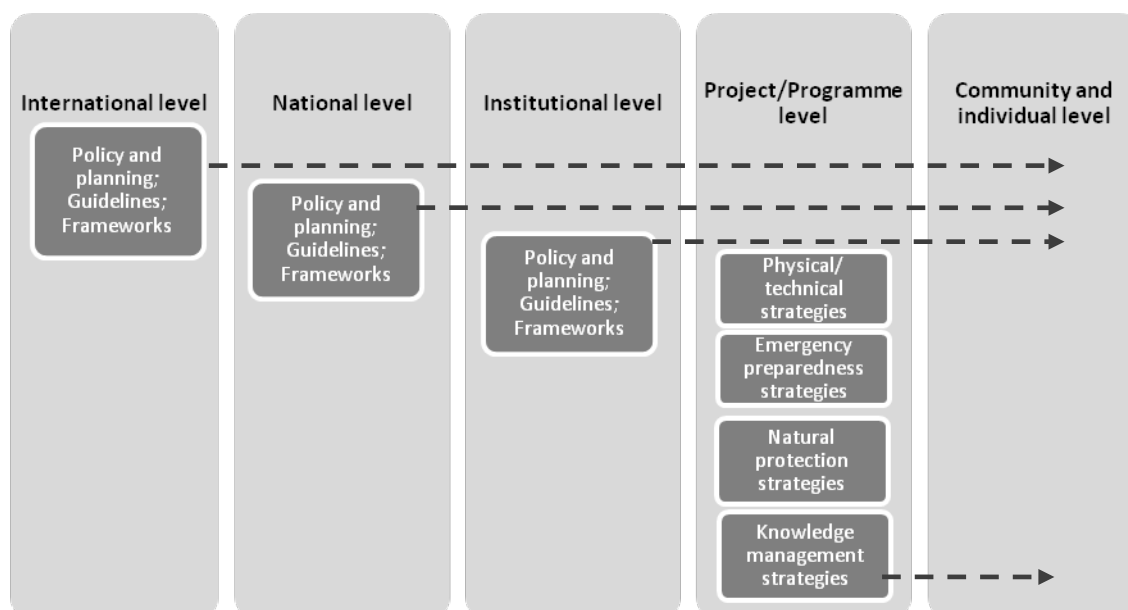 International level
Policy and
planning;
Guidelines;
Frameworks
National level
Policy and
planning;
Guidelines;
Frameworks
Institutional level
Policy and
planning;
Guidelines;
Frameworks
Project/Programme
level
Physical/
technical
strategies
Emergency
preparedness
strategies
Natural
protection
strategies
Knowledge
management
strategies
Community and
individual level